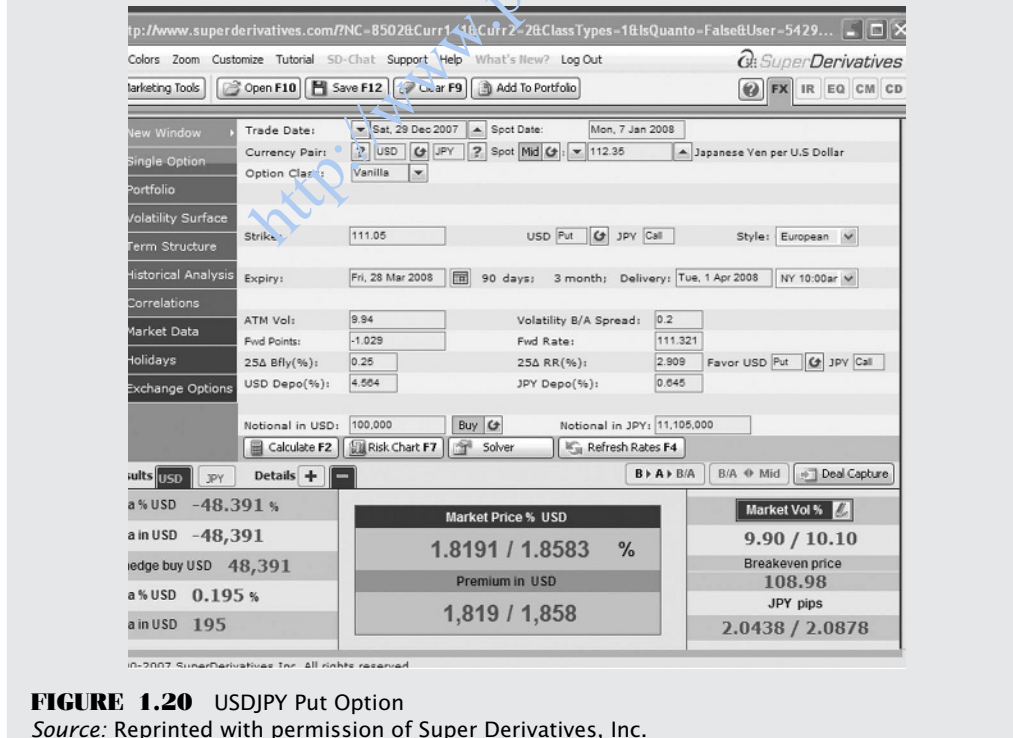 tp://www.superderivatives.com/?NC=8502&Curr1=1&Curr2=2&ClassTypes=1&IsQuanto=False&User=5429...
Colors Zoom Customize Tutorial SD-Chat Support Help What's New? Log Out
SuperDerivatives
Marketing Tools Open F10 Save F12 Clear F9 Add To Portfolio
? FX IR EQ CM CD
New Window
Single Option
Portfolio
Volatility Surface
Term Structure
Historical Analysis
Correlations
Market Data
Holidays
Exchange Options
Trade Date: Sat, 29 Dec 2007 Spot Date: Mon, 7 Jan 2008
Currency Pair: ? USD JPY ? Spot Mid : 112.35 Japanese Yen per U.S Dollar
Option Class: Vanilla
Strike: 111.05 USD Put JPY Call Style: European
Expiry: Fri, 28 Mar 2008 90 days; 3 month; Delivery: Tue, 1 Apr 2008 NY 10:00ar
ATM Vol: 9.94 Volatility B/A Spread: 0.2
Fwd Points: -1.029 Fwd Rate: 111.321
25Δ Bfly(%): 0.25 25Δ RR(%): 2.909 Favor USD Put JPY Call
USD Depo(%): 4.564 JPY Depo(%): 0.645
Notional in USD: 100,000 Buy Notional in JPY: 11,105,000
Calculate F2 Risk Chart F7 Solver Refresh Rates F4
sults USD JPY Details + −
B▸A▸B/A B/A Mid Deal Capture
a % USD -48.391 %
a in USD -48,391
hedge buy USD 48,391
a % USD 0.195 %
a in USD 195
Market Price % USD
1.8191 / 1.8583 %
Premium in USD
1,819 / 1,858
Market Vol %
9.90 / 10.10
Breakeven price
108.98
JPY pips
2.0438 / 2.0878
0-2007 SuperDerivatives Inc. All rights reserved
http://www.p
FIGURE 1.20 USDJPY Put Option
Source: Reprinted with permission of Super Derivatives, Inc.